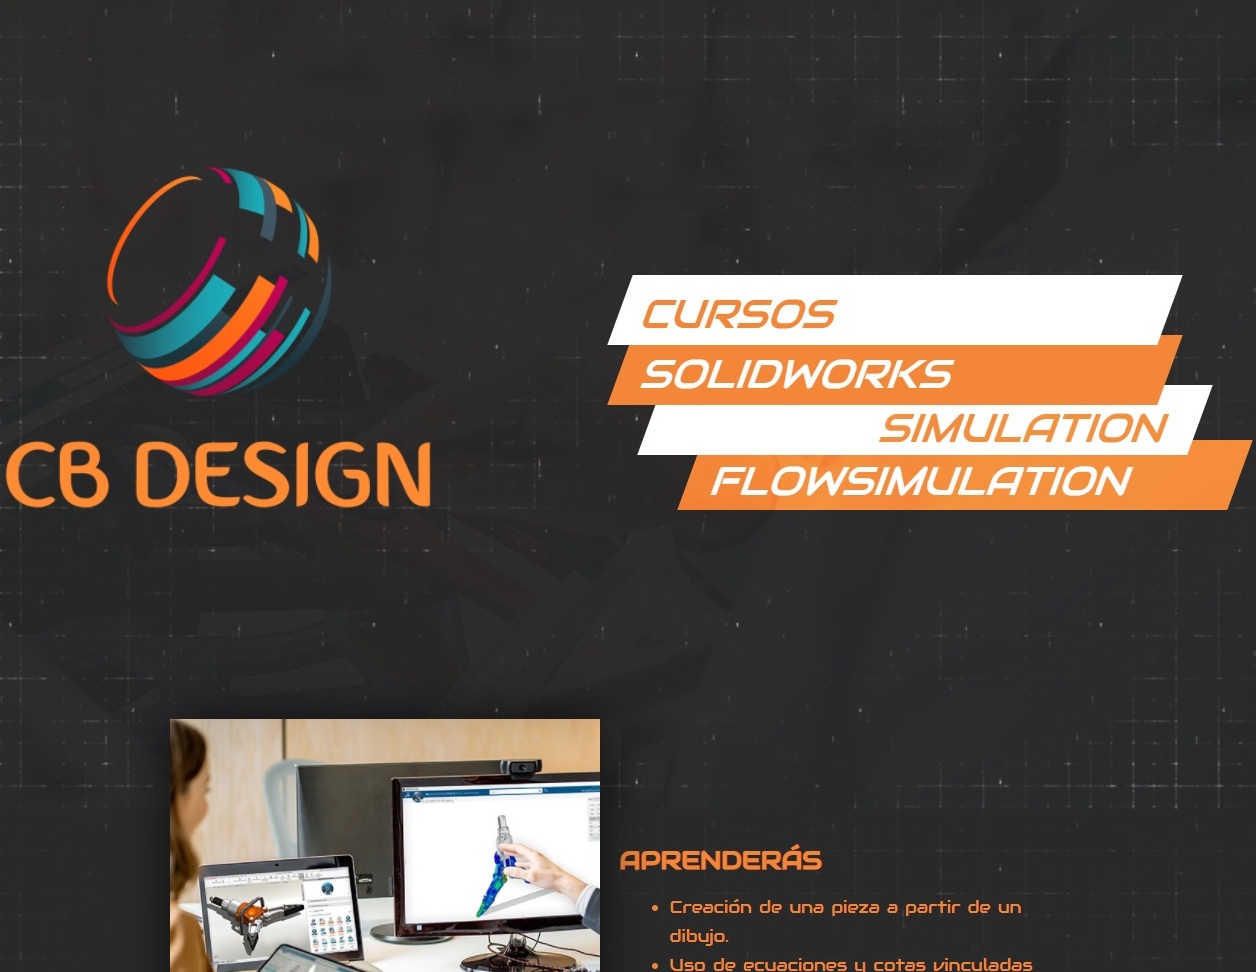 CB DESIGN
CURSOS
SOLIDWORKS
SIMULATION
FLOWSIMULATION
APRENDERÁS
• Creación de una pieza a partir de un
dibujo.
• Uso de ecuaciones y cotas vinculadas